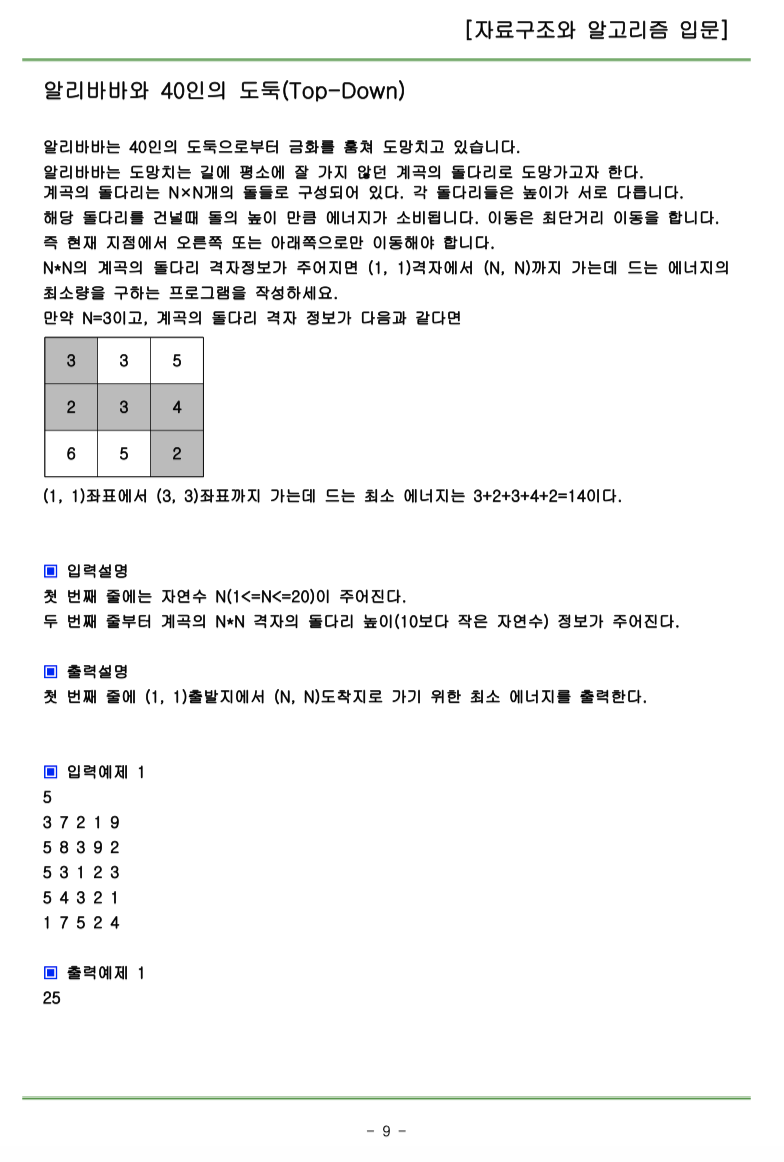 [자료구조와 알고리즘 입문]
알리바바와 40인의 도둑(Top-Down)
알리바바는 40인의 도둑으로부터 금화를 훔쳐 도망치고 있습니다.
알리바바는 도망치는 길에 평소에 잘 가지 않던 계곡의 돌다리로 도망가고자 한다.
계곡의 돌다리는 N×N개의 돌들로 구성되어 있다. 각 돌다리들은 높이가 서로 다릅니다.
해당 돌다리를 건널때 돌의 높이 만큼 에너지가 소비됩니다. 이동은 최단거리 이동을 합니다.
즉 현재 지점에서 오른쪽 또는 아래쪽으로만 이동해야 합니다.
N*N의 계곡의 돌다리 격자정보가 주어지면 (1, 1)격자에서 (N, N)까지 가는데 드는 에너지의
최소량을 구하는 프로그램을 작성하세요.
만약 N=3이고, 계곡의 돌다리 격자 정보가 다음과 같다면
3 3 5
2 3 4
6 5 2
(1, 1)좌표에서 (3, 3)좌표까지 가는데 드는 최소 에너지는 3+2+3+4+2=14이다.
▣ 입력설명
첫 번째 줄에는 자연수 N(1<=N<=20)이 주어진다.
두 번째 줄부터 계곡의 N*N 격자의 돌다리 높이(10보다 작은 자연수) 정보가 주어진다.
▣ 출력설명
첫 번째 줄에 (1, 1)출발지에서 (N, N)도착지로 가기 위한 최소 에너지를 출력한다.
▣ 입력예제 1
5
3 7 2 1 9
5 8 3 9 2
5 3 1 2 3
5 4 3 2 1
1 7 5 2 4
▣ 출력예제 1
25
- 9 -